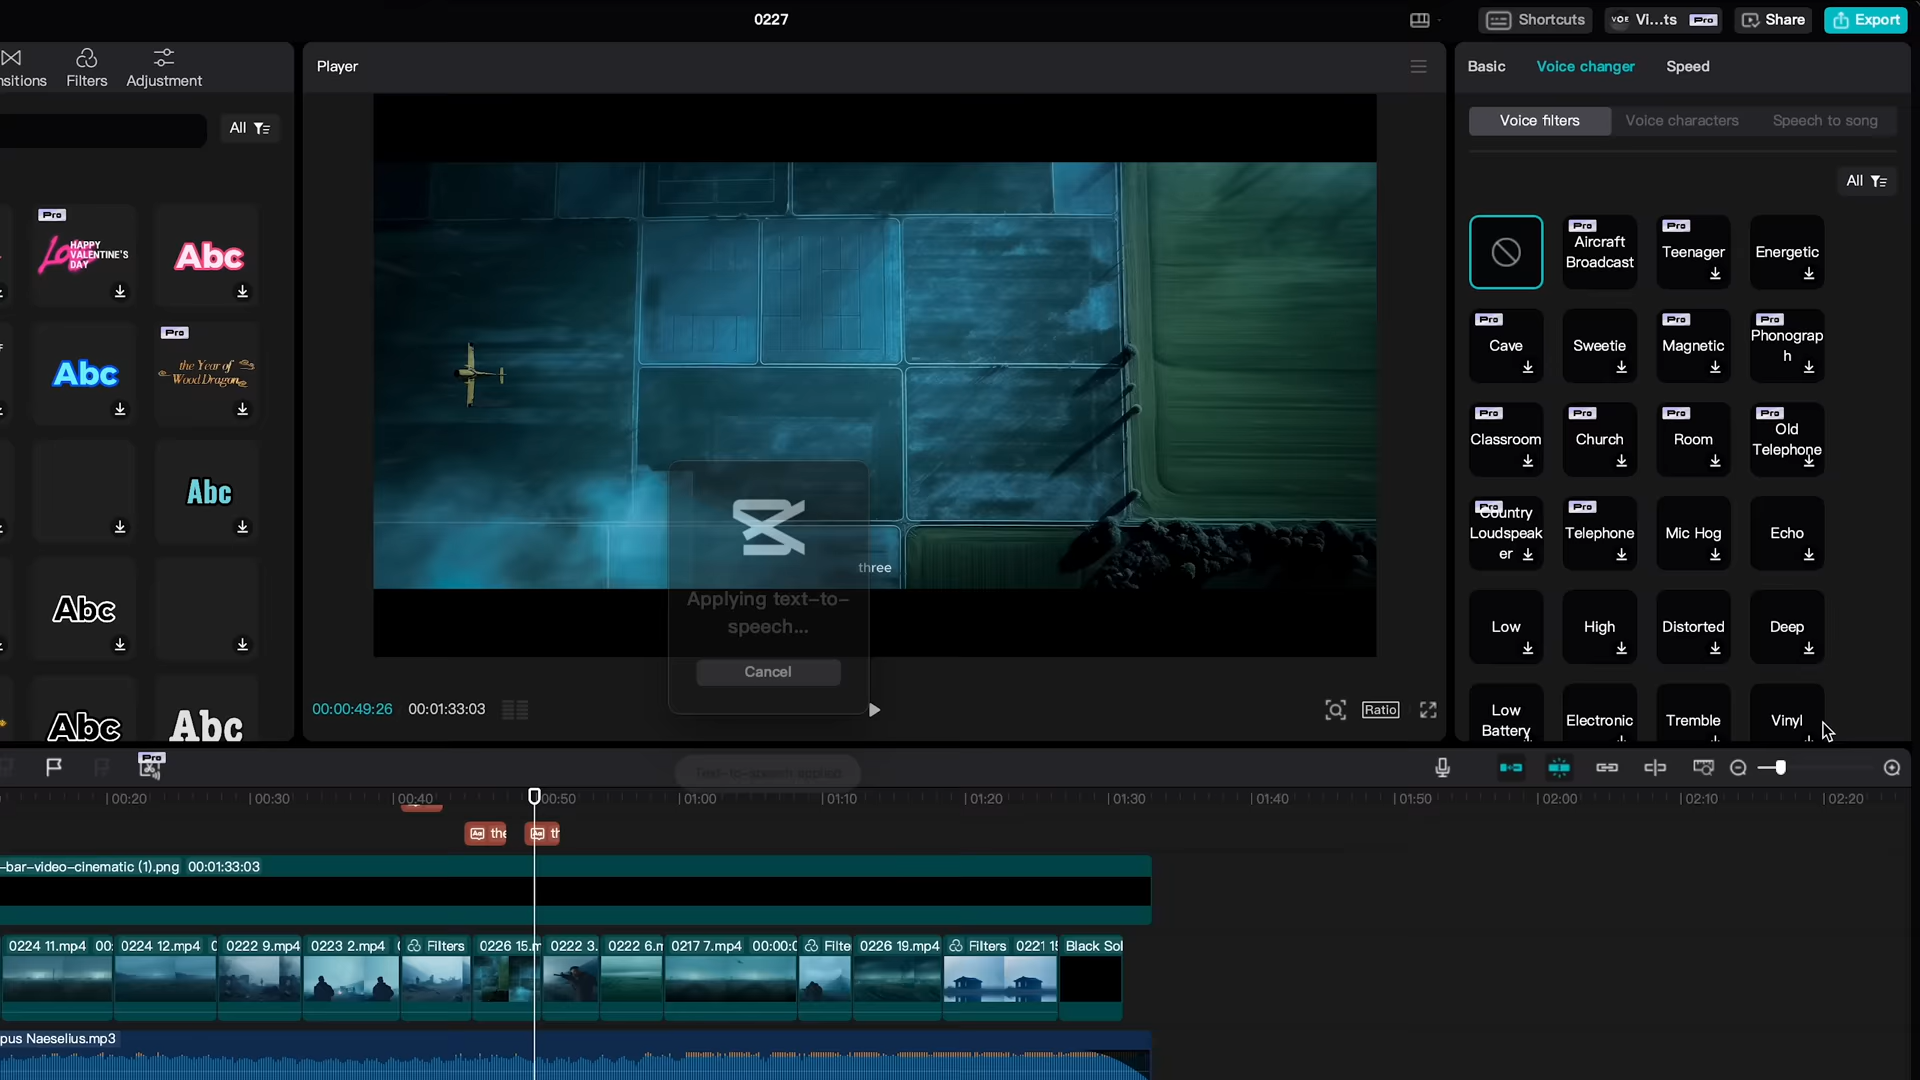 0227
Shortcuts
VOE Vi...ts Pro
Share
Export
nsitions
Filters
Adjustment
Player
Basic
Voice changer
Speed
All
Voice filters
Voice characters
Speech to song
All
Pro
HAPPY
VALENTINE'S
DAY
Abc
Pro
Aircraft
Broadcast
Pro
Teenager
Energetic
Pro
Cave
Sweetie
Pro
Magnetic
Pro
Phonograp
h
Abc
Pro
the Year of
Wood Dragon
Pro
Classroom
Pro
Church
Pro
Room
Pro
Old
Telephone
Abc
Pro
Country
Loudspeak
er
Pro
Telephone
Mic Hog
Echo
three
Applying text-to-
speech...
Cancel
Abc
Low
High
Distorted
Deep
Abc
Abc
Low
Battery
Electronic
Tremble
Vinyl
00:00:49:26
00:01:33:03
Ratio
Pro
Text-to-speech applied
00:20
00:30
00:40
00:50
01:00
01:10
01:20
01:30
01:40
01:50
02:00
02:10
02:20
the
th
-bar-video-cinematic (1).png 00:01:33:03
0224 11.mp4 00:
0224 12.mp4
0222 9.mp4
0223 2.mp4
Filters
0226 15.m
0222 3.
0222 6.m
0217 7.mp4 00:00:0
Filte
0226 19.mp4
Filters
0221 15
Black Sol
pus Naeselius.mp3